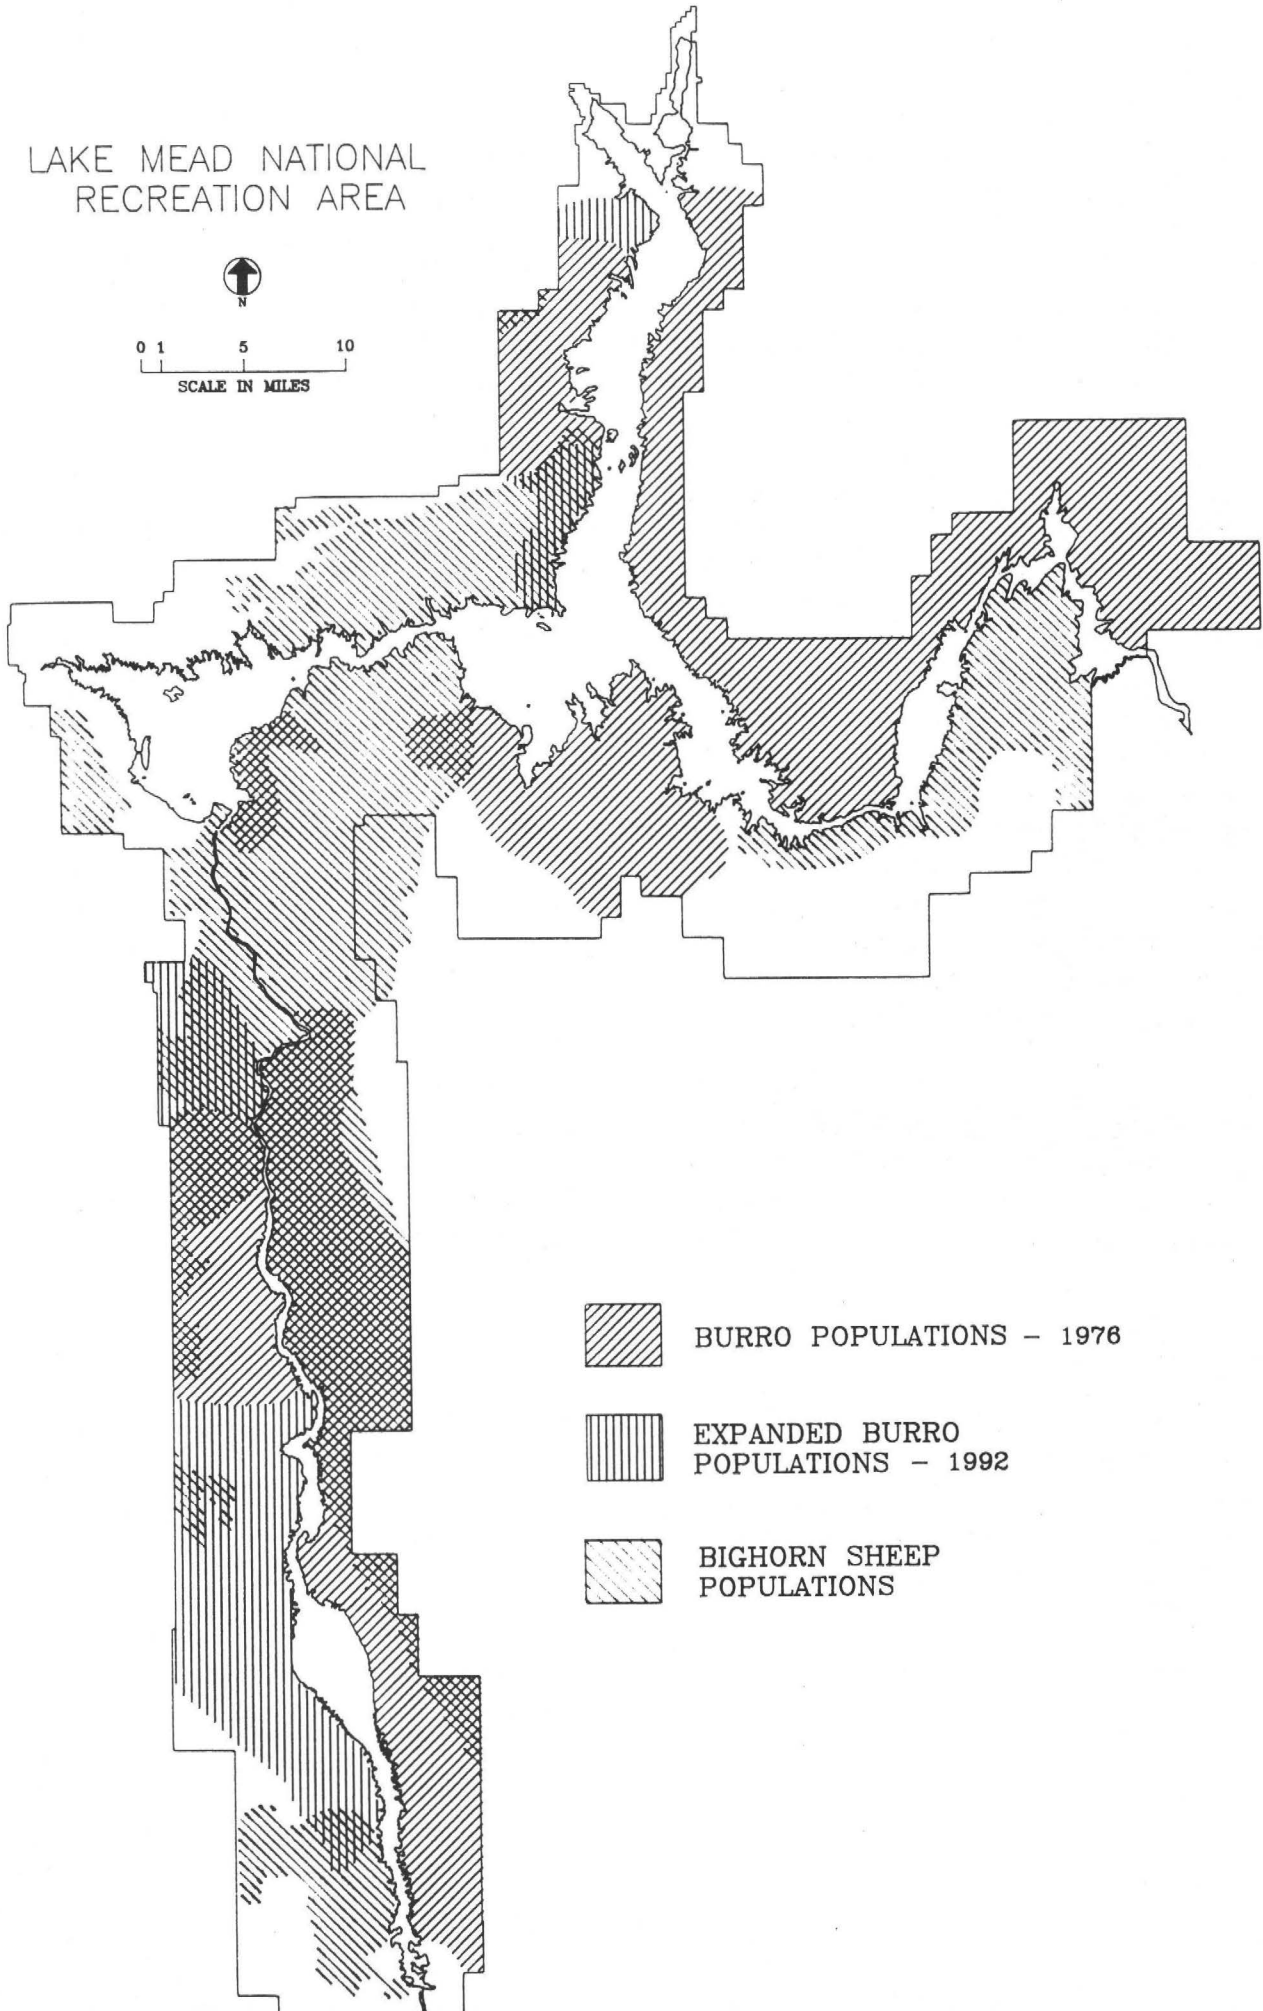 LAKE MEAD NATIONAL
RECREATION AREA
N
0 1 5 10
SCALE IN MILES
BURRO POPULATIONS - 1976
EXPANDED BURRO
POPULATIONS - 1992
BIGHORN SHEEP
POPULATIONS